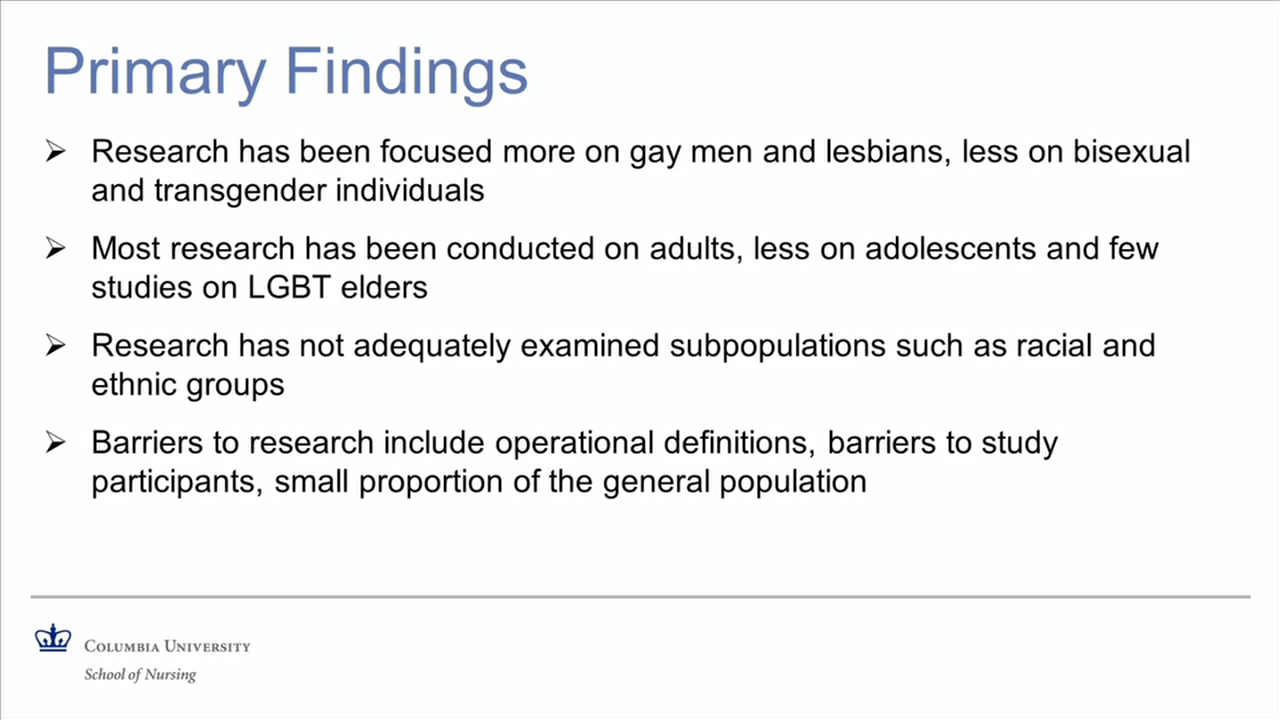 Primary Findings
➢ Research has been focused more on gay men and lesbians, less on bisexual
and transgender individuals
➢ Most research has been conducted on adults, less on adolescents and few
studies on LGBT elders
➢ Research has not adequately examined subpopulations such as racial and
ethnic groups
➢ Barriers to research include operational definitions, barriers to study
participants, small proportion of the general population
COLUMBIA UNIVERSITY
School of Nursing